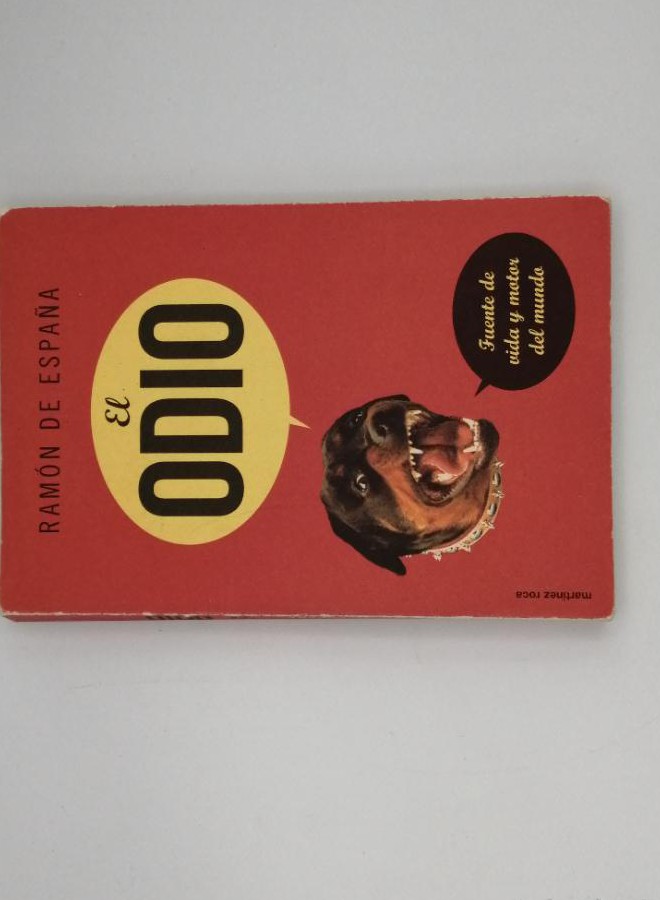 RAMÓN DE ESPAÑA
El
ODIO
Fuente de
vida y motor
del mundo
martínez roca